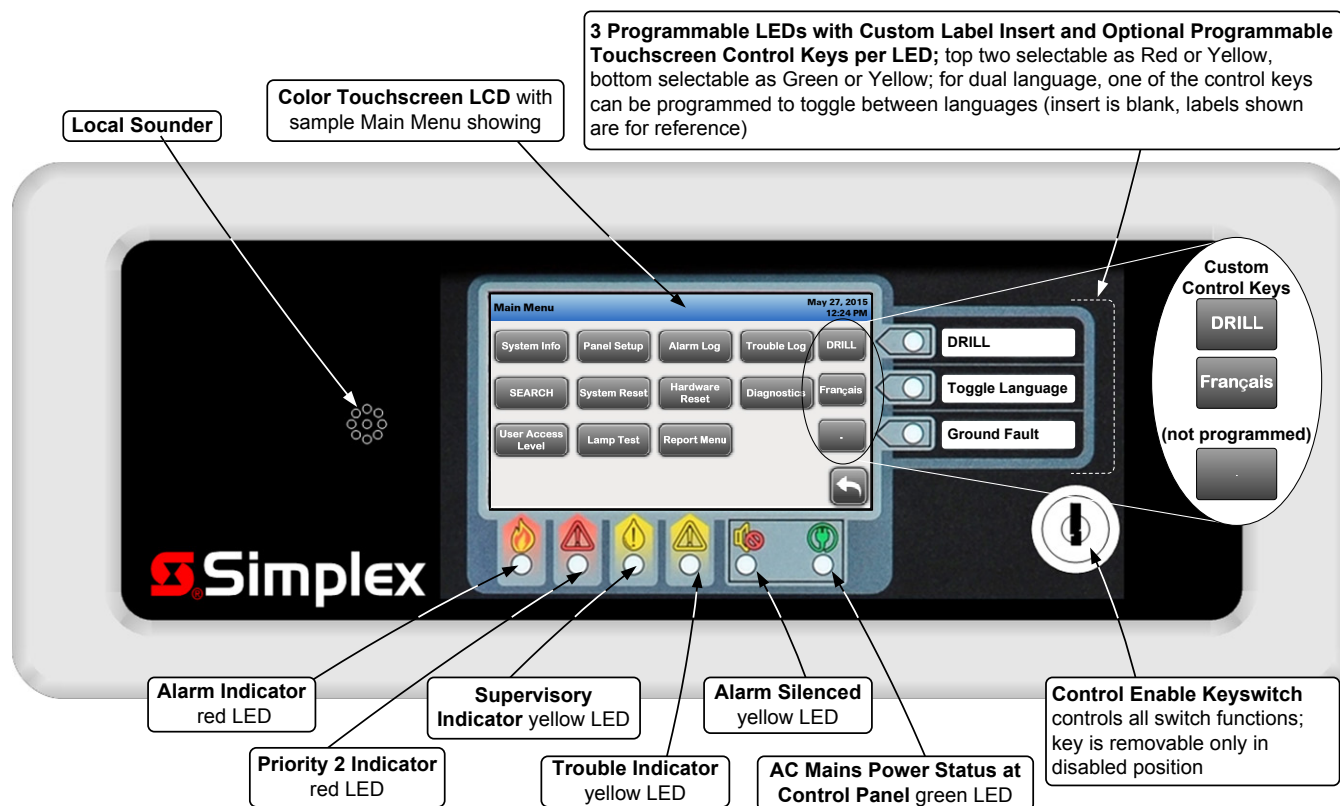 3 Programmable LEDs with Custom Label Insert and Optional Programmable
Touchscreen Control Keys per LED; top two selectable as Red or Yellow,
bottom selectable as Green or Yellow; for dual language, one of the control keys
can be programmed to toggle between languages (insert is blank, labels shown
are for reference)
Color Touchscreen LCD with
sample Main Menu showing
Local Sounder
Main Menu
May 27, 2015
12:24 PM
System Info
Panel Setup
Alarm Log
Trouble Log
DRILL
DRILL
SEARCH
System Reset
Hardware
Reset
Diagnostics
Français
Toggle Language
User Access
Level
Lamp Test
Report Menu
-
Ground Fault
Custom
Control Keys
DRILL
Français
(not programmed)
-
Simplex
®
Alarm Indicator
red LED
Priority 2 Indicator
red LED
Supervisory
Indicator yellow LED
Trouble Indicator
yellow LED
Alarm Silenced
yellow LED
AC Mains Power Status at
Control Panel green LED
Control Enable Keyswitch
controls all switch functions;
key is removable only in
disabled position